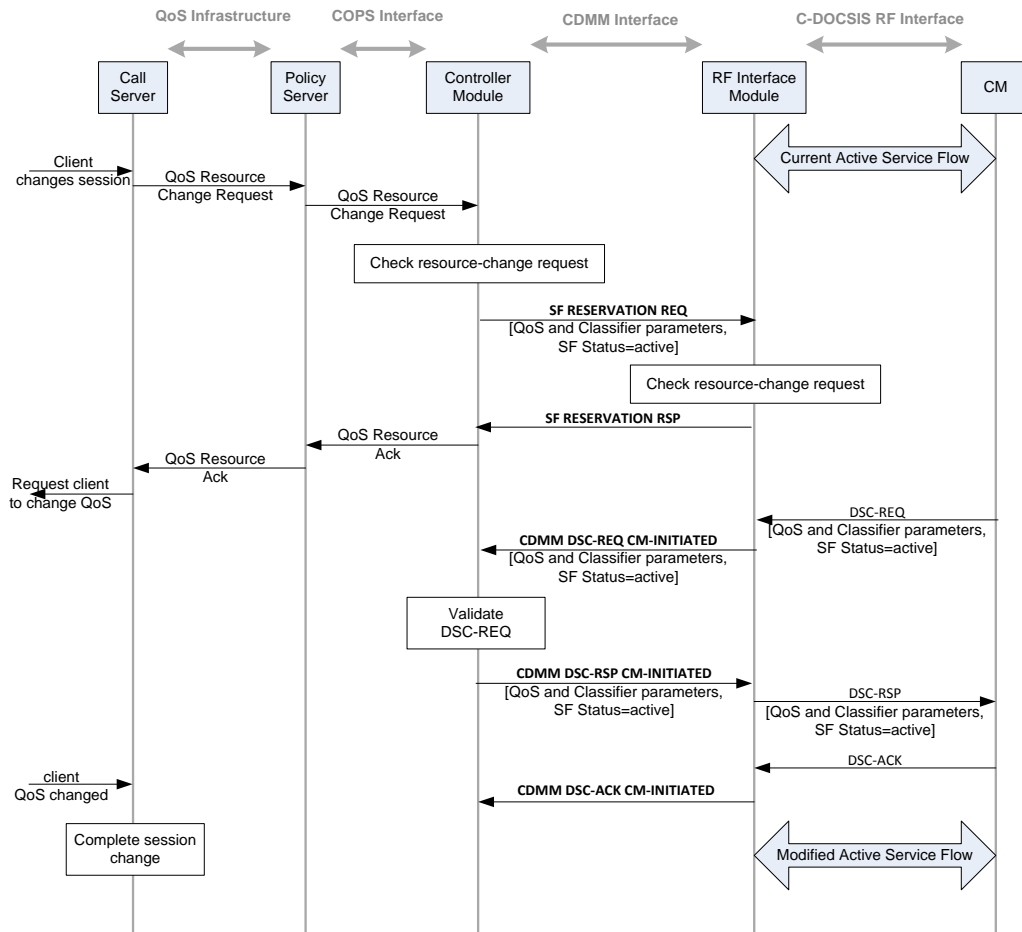 QoS Infrastructure
COPS Interface
CDMM Interface
C-DOCSIS RF Interface
Call
Server
Policy
Server
Controller
Module
RF Interface
Module
CM
Client
changes session
Current Active Service Flow
QoS Resource
Change Request
QoS Resource
Change Request
Check resource-change request
SF RESERVATION REQ
[QoS and Classifier parameters,
SF Status=active]
Check resource-change request
SF RESERVATION RSP
QoS Resource
Ack
QoS Resource
Ack
Request client
to change QoS
DSC-REQ
[QoS and Classifier parameters,
SF Status=active]
CDMM DSC-REQ CM-INITIATED
[QoS and Classifier parameters,
SF Status=active]
Validate
DSC-REQ
CDMM DSC-RSP CM-INITIATED
[QoS and Classifier parameters,
SF Status=active]
DSC-RSP
[QoS and Classifier parameters,
SF Status=active]
DSC-ACK
client
QoS changed
CDMM DSC-ACK CM-INITIATED
Complete session
change
Modified Active Service Flow